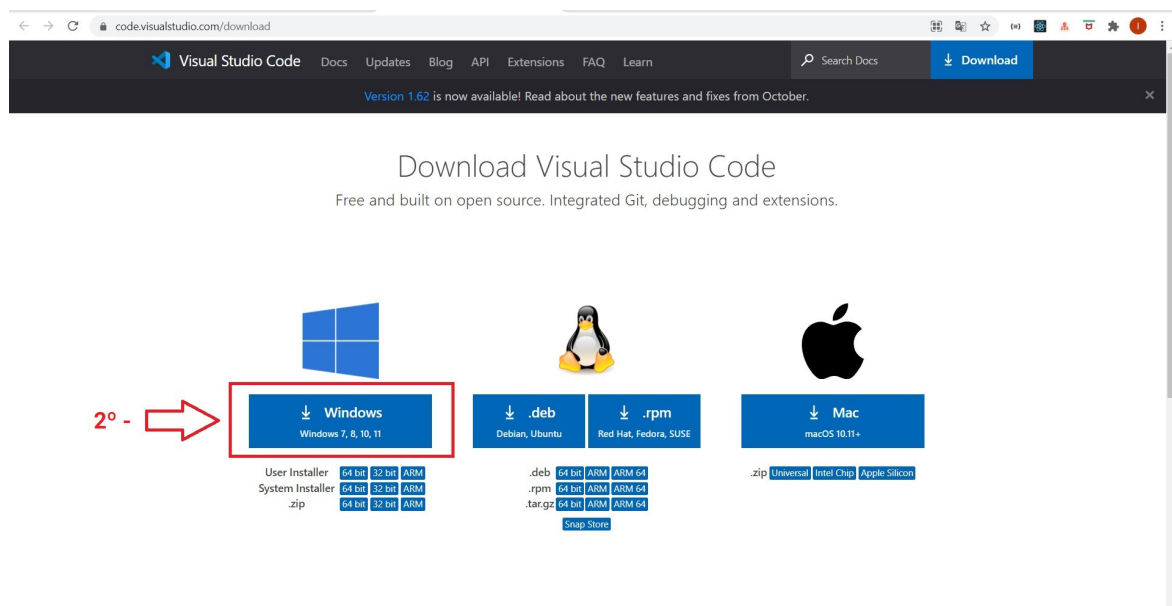 code.visualstudio.com/download
Visual Studio Code Docs Updates Blog API Extensions FAQ Learn Search Docs Download
Version 1.62 is now available! Read about the new features and fixes from October.
Download Visual Studio Code
Free and built on open source. Integrated Git, debugging and extensions.
2º -
Windows
Windows 7, 8, 10, 11
.deb
Debian, Ubuntu
.rpm
Red Hat, Fedora, SUSE
Mac
macOS 10.11+
User Installer 64 bit 32 bit ARM
System Installer 64 bit 32 bit ARM
.zip 64 bit 32 bit ARM
.deb 64 bit ARM ARM 64
.rpm 64 bit ARM ARM 64
.tar.gz 64 bit ARM ARM 64
Snap Store
.zip Universal Intel Chip Apple Silicon